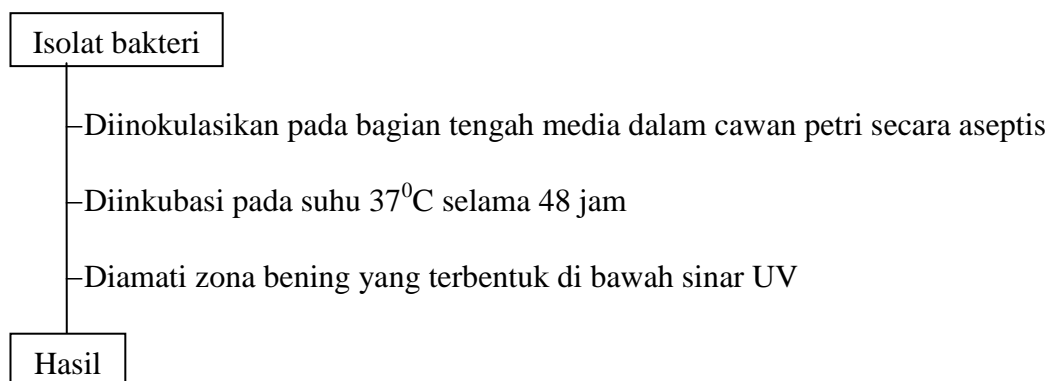 Isolat bakteri
–Diinokulasikan pada bagian tengah media dalam cawan petri secara aseptis
–Diinkubasi pada suhu 37⁰C selama 48 jam
–Diamati zona bening yang terbentuk di bawah sinar UV
Hasil